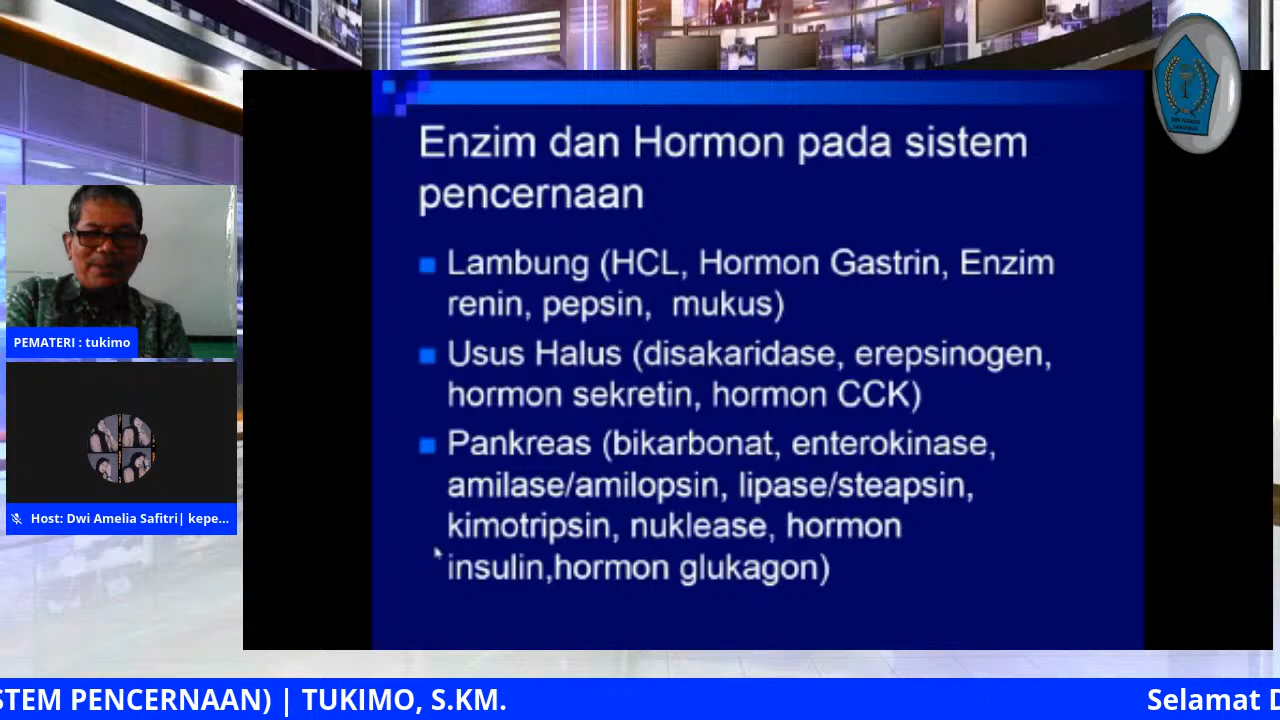 Enzim dan Hormon pada sistem
pencernaan
Lambung (HCL, Hormon Gastrin, Enzim
renin, pepsin, mukus)
Usus Halus (disakaridase, erepsinogen,
hormon sekretin, hormon CCK)
Pankreas (bikarbonat, enterokinase,
amilase/amilopsin, lipase/steapsin,
kimotripsin, nuklease, hormon
insulin,hormon glukagon)
PEMATERI : tukimo
Host: Dwi Amelia Safitri| kepe...
STEM PENCERNAAN) | TUKIMO, S.KM.
Selamat D